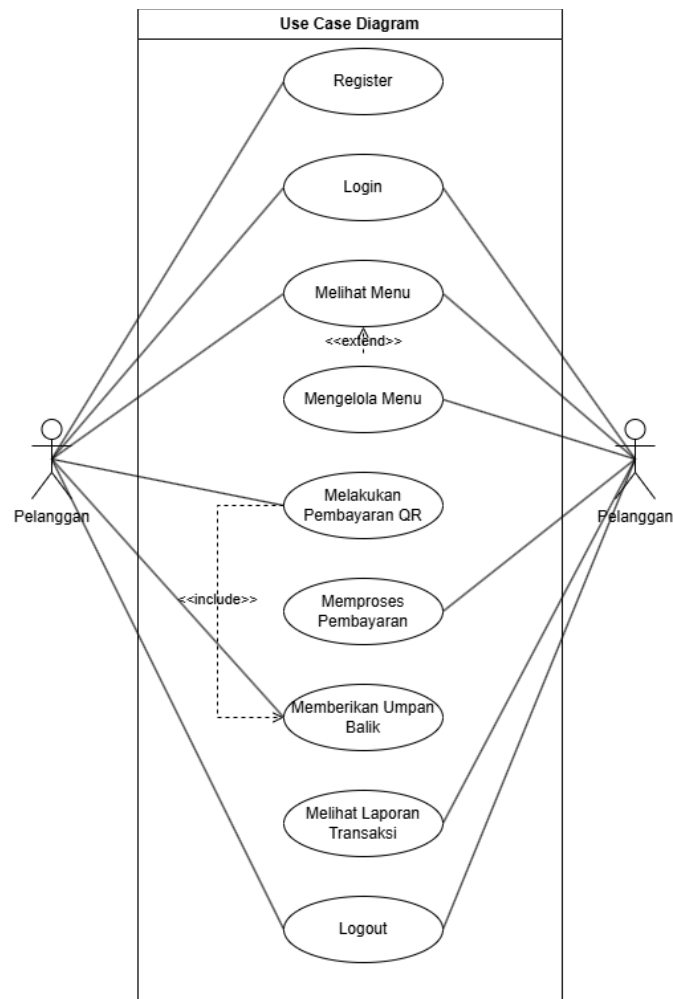 Use Case Diagram
Register
Login
Melihat Menu
<<extend>>
Mengelola Menu
Pelanggan
Melakukan
Pembayaran QR
Pelanggan
<<include>>
Memproses
Pembayaran
Memberikan Umpan
Balik
Melihat Laporan
Transaksi
Logout